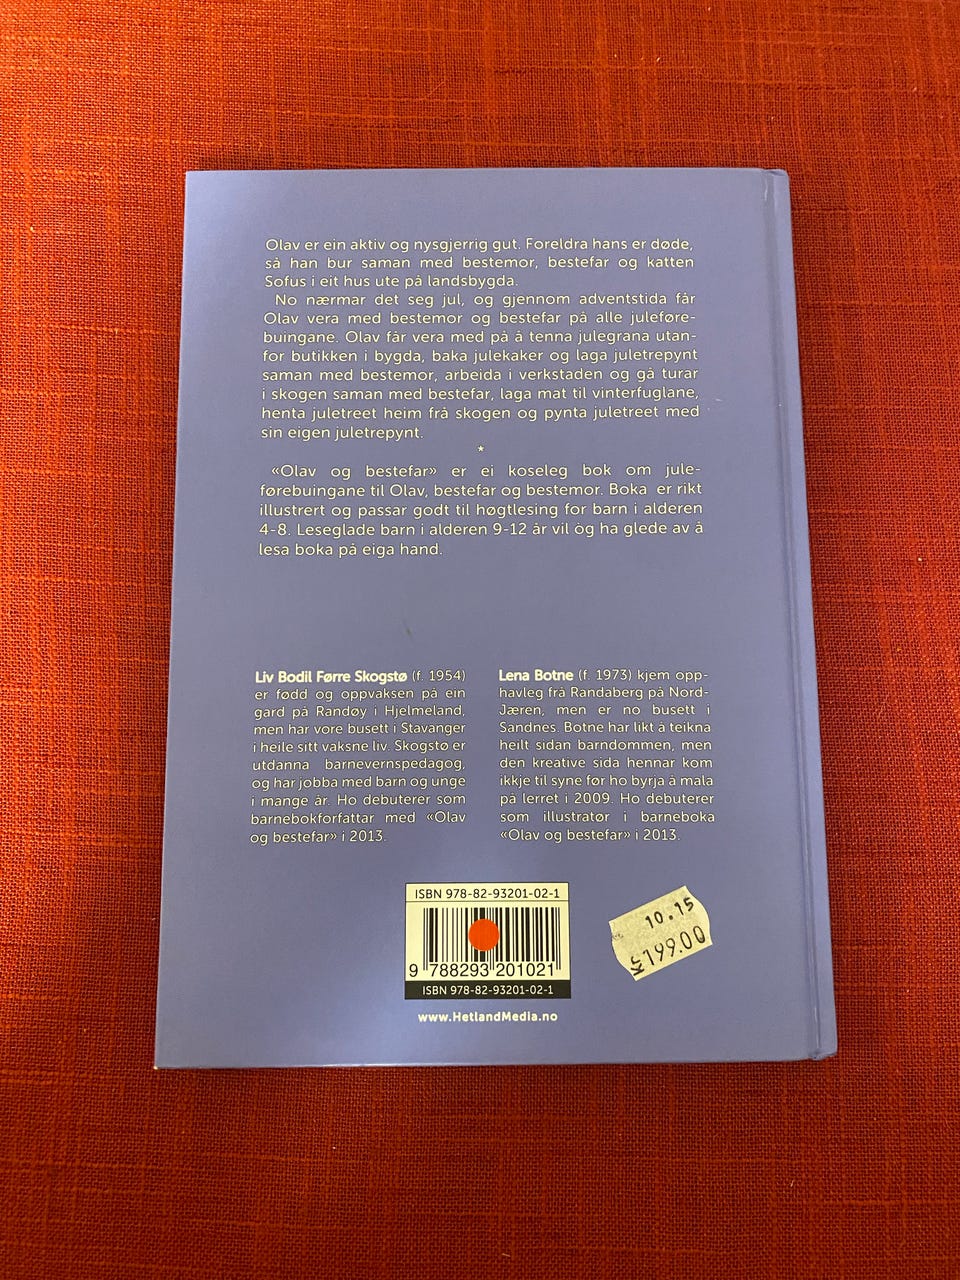 Olav er ein aktiv og nysgjerrig gut. Foreldra hans er døde,
så han bur saman med bestemor, bestefar og katten
Sofus i eit hus ute på landsbygda.
No nærmar det seg jul, og gjennom adventstida får
Olav vera med bestemor og bestefar på alle juleføre-
buingane. Olav får vera med på å tenna julegrana utan-
for butikken i bygda, baka julekaker og laga juletrepynt
saman med bestemor, arbeida i verkstaden og gå turar
i skogen saman med bestefar, laga mat til vinterfuglane,
henta juletreet heim frå skogen og pynta juletreet med
sin eigen juletrepynt.
*
«Olav og bestefar» er ei koseleg bok om jule-
førebuingane til Olav, bestefar og bestemor. Boka er rikt
illustrert og passar godt til høgtlesing for barn i alderen
4-8. Leseglade barn i alderen 9-12 år vil òg ha glede av å
lesa boka på eiga hand.
Liv Bodil Førre Skogstø (f. 1954)
er fødd og oppvaksen på ein
gard på Randøy i Hjelmeland,
men har vore busett i Stavanger
i heile sitt vaksne liv. Skogstø er
utdanna barnevernspedagog,
og har jobba med barn og unge
i mange år. Ho debuterer som
barnebokforfattar med «Olav
og bestefar» i 2013.
Lena Botne (f. 1973) kjem opp-
havleg frå Randaberg på Nord-
Jæren, men er no busett i
Sandnes. Botne har likt å teikna
heilt sidan barndommen, men
den kreative sida hennar kom
ikkje til syne før ho byrja å mala
på lerret i 2009. Ho debuterer
som illustratør i barneboka
«Olav og bestefar» i 2013.
ISBN 978-82-93201-02-1
9 788293 201021
ISBN 978-82-93201-02-1
www.HetlandMedia.no
10.15
Kr 199.00